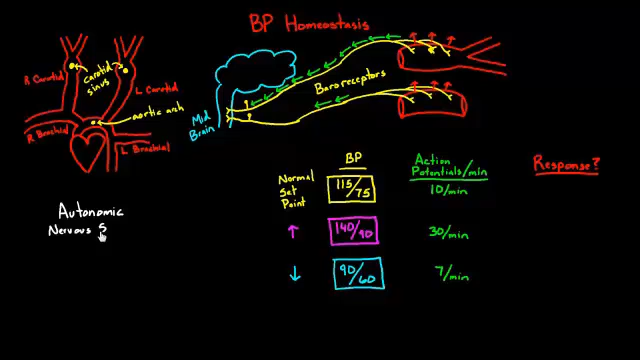 BP Homeostasis
R Carotid
carotid
sinus
L Carotid
aortic arch
R Brachial
L Brachial
Mid
Brain
Baroreceptors
BP
Action
Potentials/min
Response?
Normal
Set
Point
115/75
10/min
↑
140/90
30/min
↓
90/60
7/min
Autonomic
Nervous S